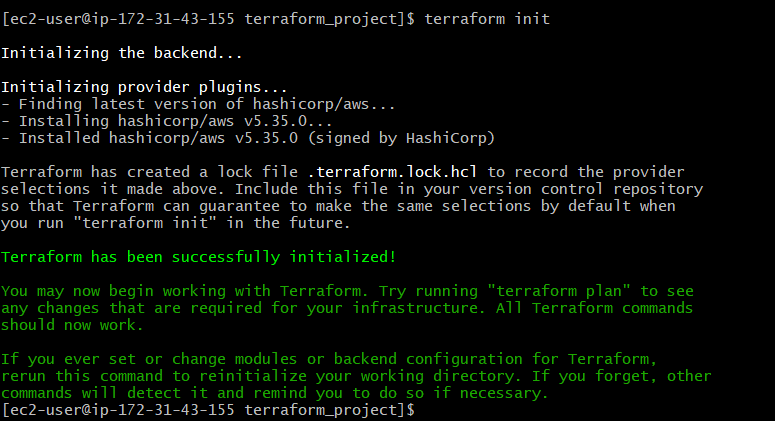 [ec2-user@ip-172-31-43-155 terraform_project]$ terraform init
Initializing the backend...
Initializing provider plugins...
- Finding latest version of hashicorp/aws...
- Installing hashicorp/aws v5.35.0...
- Installed hashicorp/aws v5.35.0 (signed by HashiCorp)
Terraform has created a lock file .terraform.lock.hcl to record the provider
selections it made above. Include this file in your version control repository
so that Terraform can guarantee to make the same selections by default when
you run "terraform init" in the future.
Terraform has been successfully initialized!
You may now begin working with Terraform. Try running "terraform plan" to see
any changes that are required for your infrastructure. All Terraform commands
should now work.
If you ever set or change modules or backend configuration for Terraform,
rerun this command to reinitialize your working directory. If you forget, other
commands will detect it and remind you to do so if necessary.
[ec2-user@ip-172-31-43-155 terraform_project]$